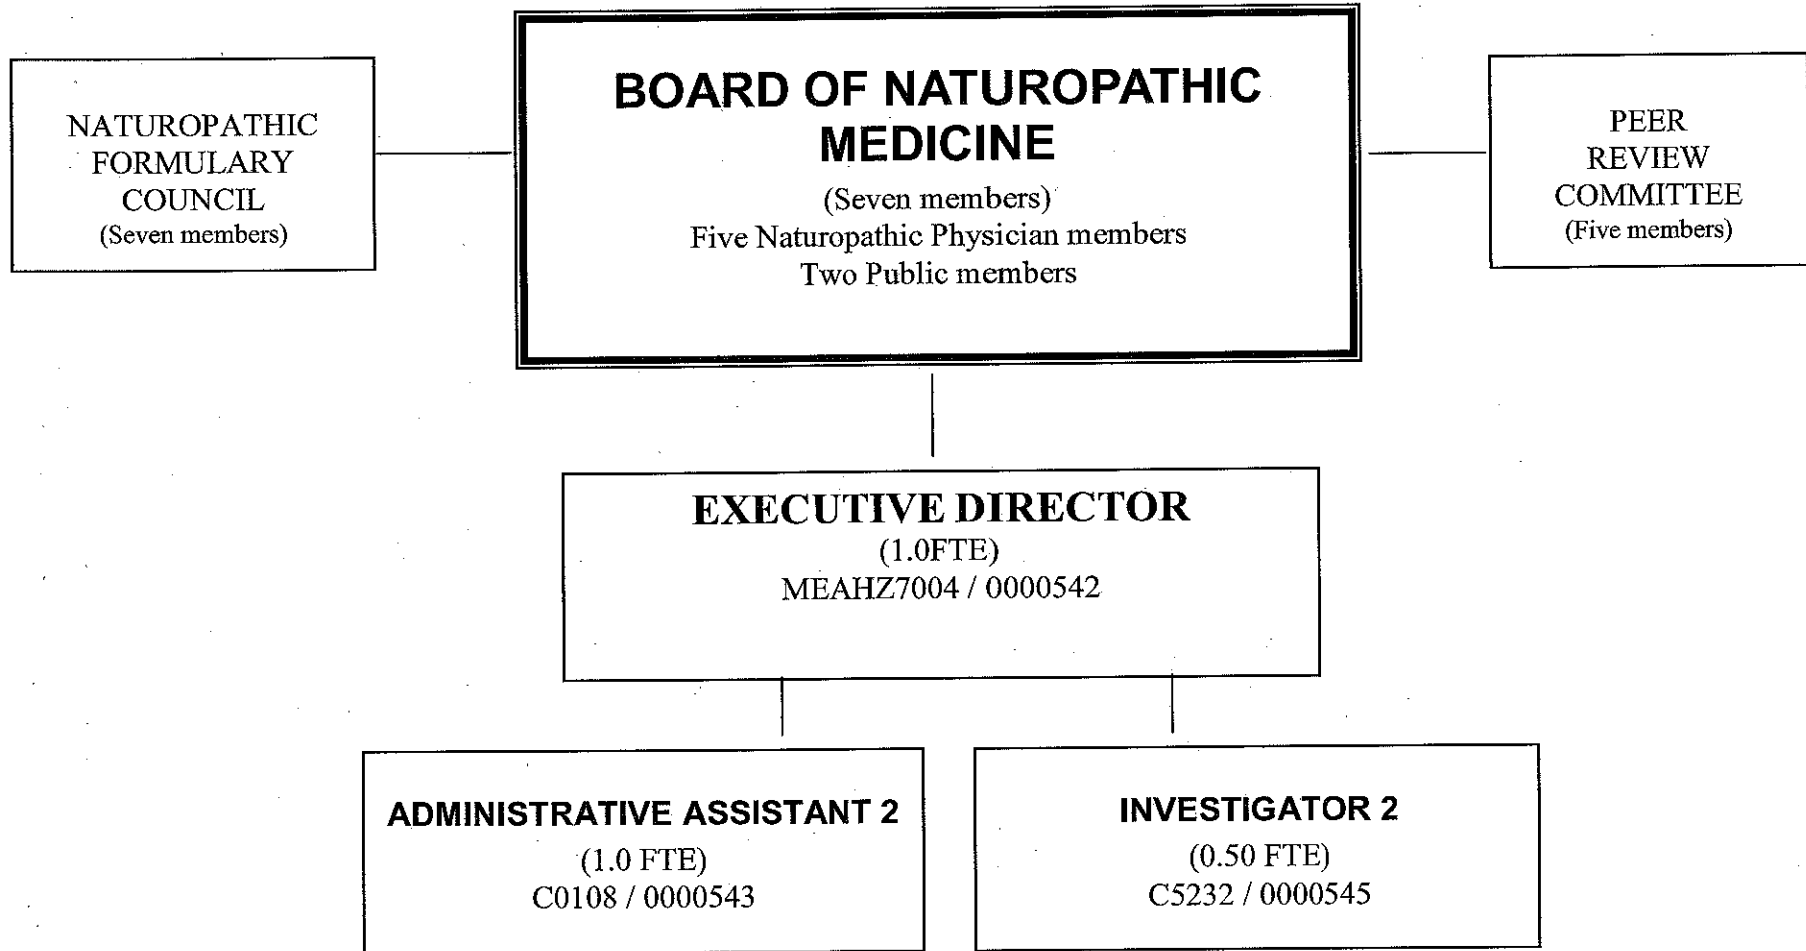 NATUROPATHIC
FORMULARY
COUNCIL
(Seven members)
BOARD OF NATUROPATHIC
MEDICINE
(Seven members)
Five Naturopathic Physician members
Two Public members
PEER
REVIEW
COMMITTEE
(Five members)
EXECUTIVE DIRECTOR
(1.0FTE)
MEAHZ7004 / 0000542
ADMINISTRATIVE ASSISTANT 2
(1.0 FTE)
C0108 / 0000543
INVESTIGATOR 2
(0.50 FTE)
C5232 / 0000545